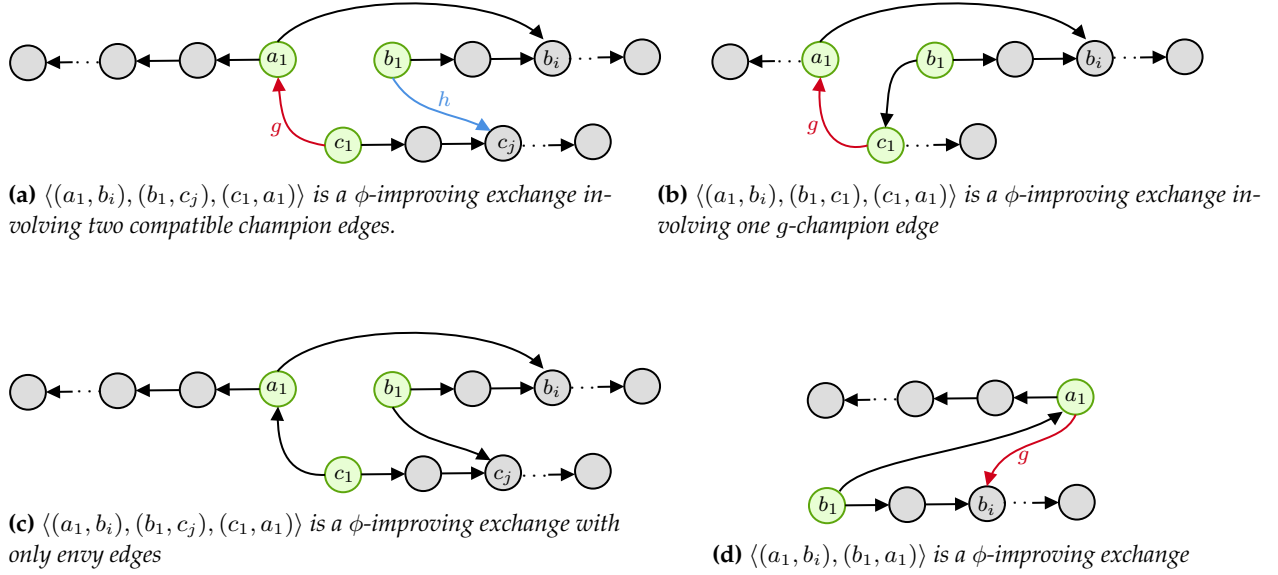 a₁ b₁ bᵢ
h
g
c₁ cⱼ
(a) ⟨(a₁, bᵢ), (b₁, cⱼ), (c₁, a₁)⟩ is a ϕ-improving exchange in-
volving two compatible champion edges.
a₁ b₁ bᵢ
g
c₁
(b) ⟨(a₁, bᵢ), (b₁, c₁), (c₁, a₁)⟩ is a ϕ-improving exchange in-
volving one g-champion edge
a₁ b₁ bᵢ
c₁ cⱼ
(c) ⟨(a₁, bᵢ), (b₁, cⱼ), (c₁, a₁)⟩ is a ϕ-improving exchange with
only envy edges
a₁
g
b₁ bᵢ
(d) ⟨(a₁, bᵢ), (b₁, a₁)⟩ is a ϕ-improving exchange